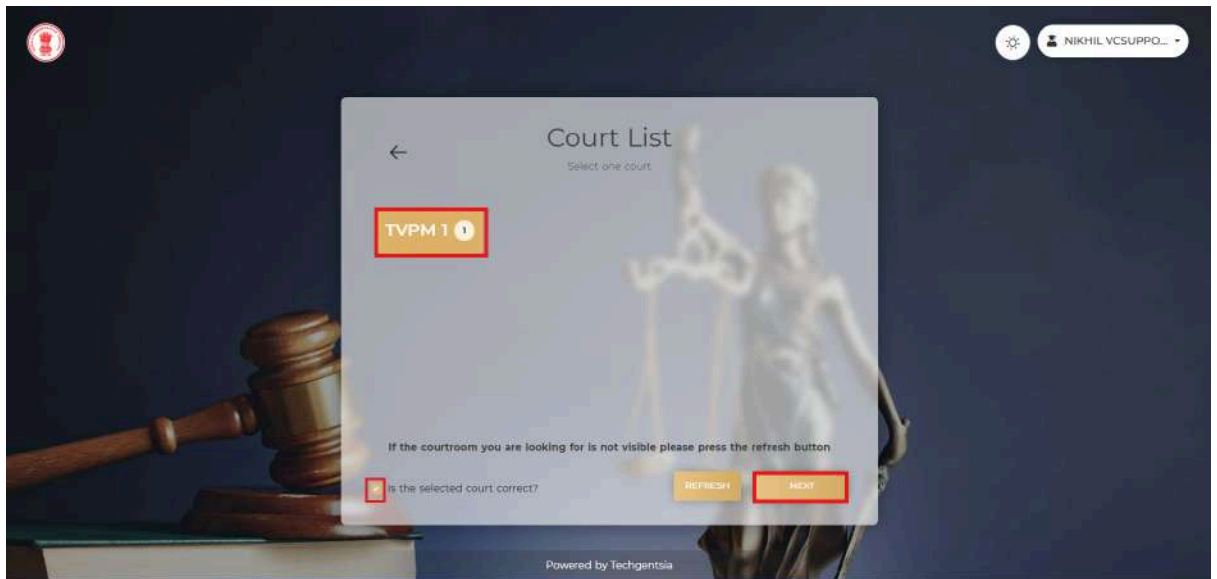 NIKHIL VCSUPPO...
Court List
Select one court
TVPM 1 1
If the courtroom you are looking for is not visible please press the refresh button
Is the selected court correct?
REFRESH
NEXT
Powered by Techgentsia